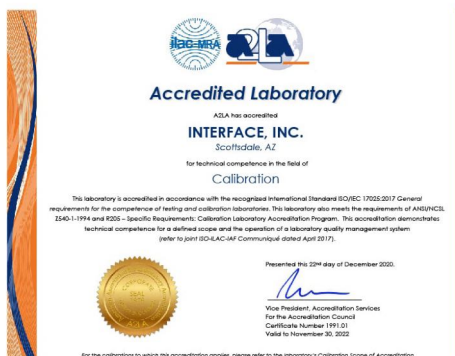 ilac-MRA
A2LA
Accredited Laboratory
A2LA has accredited
INTERFACE, INC.
Scottsdale, AZ
for technical competence in the field of
Calibration
This laboratory is accredited in accordance with the recognized International Standard ISO/IEC 17025:2017 General
requirements for the competence of testing and calibration laboratories. This laboratory also meets the requirements of ANSI/NCSL
Z540-1-1994 and R205 – Specific Requirements: Calibration Laboratory Accreditation Program. This accreditation demonstrates
technical competence for a defined scope and the operation of a laboratory quality management system
(refer to joint ISO-ILAC-IAF Communiqué dated April 2017).
Presented this 22nd day of December 2020.
Vice President, Accreditation Services
For the Accreditation Council
Certificate Number 1991.01
Valid to November 30, 2022
For the calibrations to which this accreditation applies, please refer to the laboratory's Calibration Scope of Accreditation.